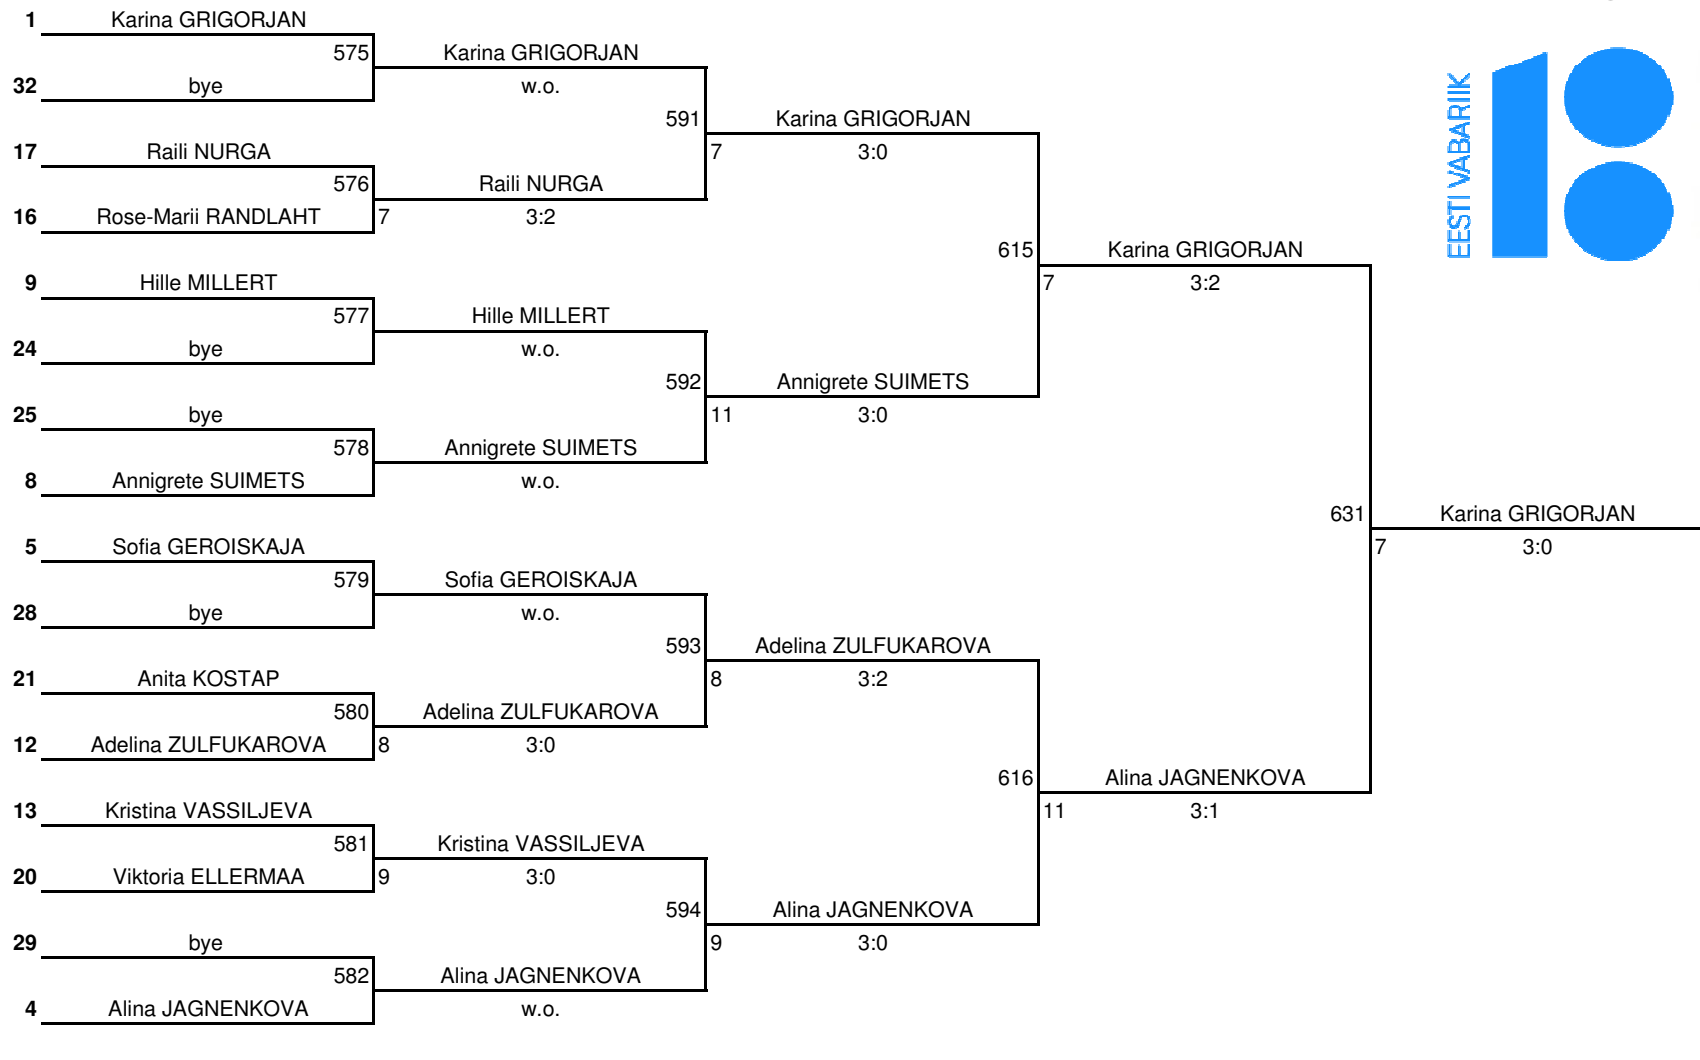 1 Karina GRIGORJAN
575 Karina GRIGORJAN
32 bye w.o.
591 Karina GRIGORJAN
17 Raili NURGA 7 3:0
576 Raili NURGA
16 Rose-Marii RANDLAHT 7 3:2
615 Karina GRIGORJAN
9 Hille MILLERT 7 3:2
577 Hille MILLERT
24 bye w.o.
592 Annigrete SUIMETS
25 bye 11 3:0
578 Annigrete SUIMETS
8 Annigrete SUIMETS w.o.
631 Karina GRIGORJAN
5 Sofia GEROISKAJA 7 3:0
579 Sofia GEROISKAJA
28 bye w.o.
593 Adelina ZULFUKAROVA
21 Anita KOSTAP 8 3:2
580 Adelina ZULFUKAROVA
12 Adelina ZULFUKAROVA 8 3:0
616 Alina JAGNENKOVA
13 Kristina VASSILJEVA 11 3:1
581 Kristina VASSILJEVA
20 Viktoria ELLERMAA 9 3:0
594 Alina JAGNENKOVA
29 bye 9 3:0
582 Alina JAGNENKOVA
4 Alina JAGNENKOVA w.o.
EESTI VABARIIK
100